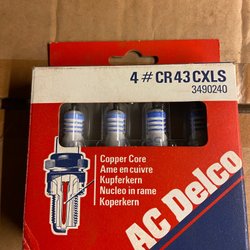 4 # CR43CXLS
3490240
Copper Core
Ame en cuivre
Kupferkern
Nucleo in rame
Koperkern
AC Delco